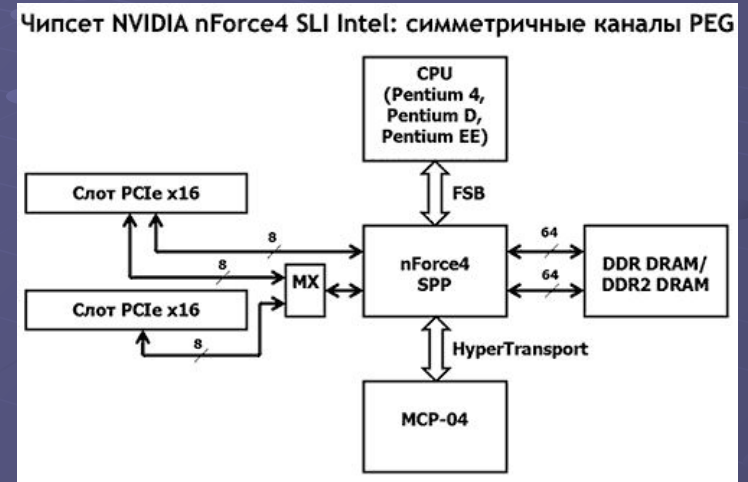 Чипсет NVIDIA nForce4 SLI Intel: симметричные каналы PEG
CPU
(Pentium 4,
Pentium D,
Pentium EE)
FSB
Слот PCIe x16
8
8
MX
nForce4
SPP
64
64
DDR DRAM/
DDR2 DRAM
Слот PCIe x16
8
HyperTransport
MCP-04